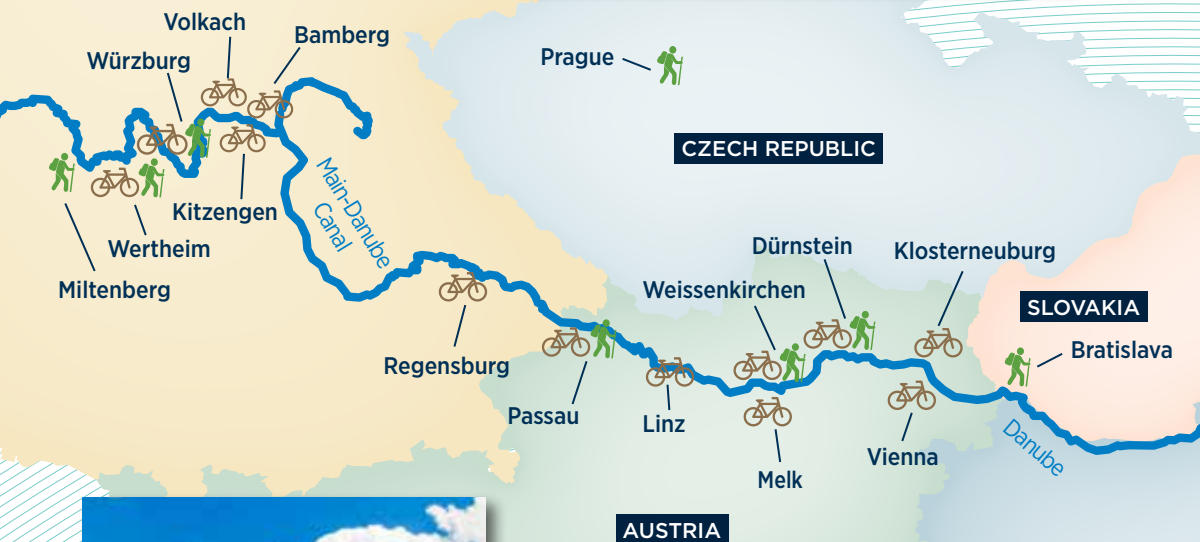 Volkach
Bamberg
Würzburg
Prague
CZECH REPUBLIC
Main-Danube
Canal
Kitzengen
Wertheim
Miltenberg
Dürnstein
Klosterneuburg
Weissenkirchen
SLOVAKIA
Bratislava
Regensburg
Passau
Linz
Melk
Vienna
Danube
AUSTRIA